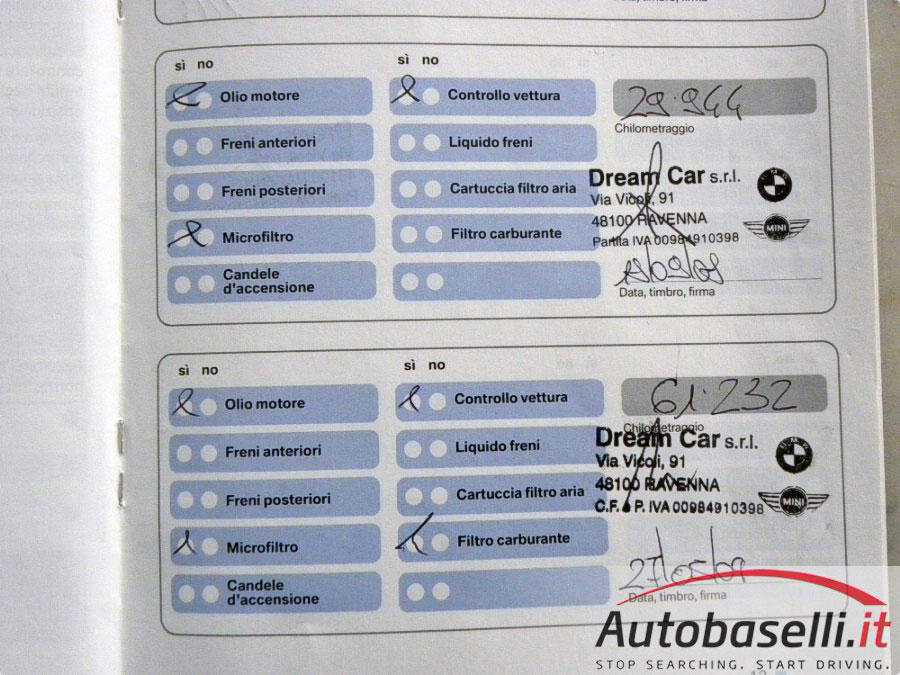 sì no
Olio motore
Freni anteriori
Freni posteriori
Microfiltro
Candele
d'accensione
sì no
Controllo vettura
Liquido freni
Cartuccia filtro aria
Filtro carburante
29.944
Chilometraggio
Dream Car s.r.l.
Via Vicoli, 91
48100 RAVENNA
Partita IVA 00984910398
MINI
Data, timbro, firma
sì no
Olio motore
Freni anteriori
Freni posteriori
Microfiltro
Candele
d'accensione
sì no
Controllo vettura
Liquido freni
Cartuccia filtro aria
Filtro carburante
61.232
Chilometraggio
Dream Car s.r.l.
Via Vicoli, 91
48100 RAVENNA
C.F. e P. IVA 00984910398
MINI
27/05/09
Data, timbro, firma
Autobaselli.it
STOP SEARCHING. START DRIVING.